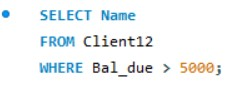 SELECT Name
FROM Client12
WHERE Bal_due > 5000;